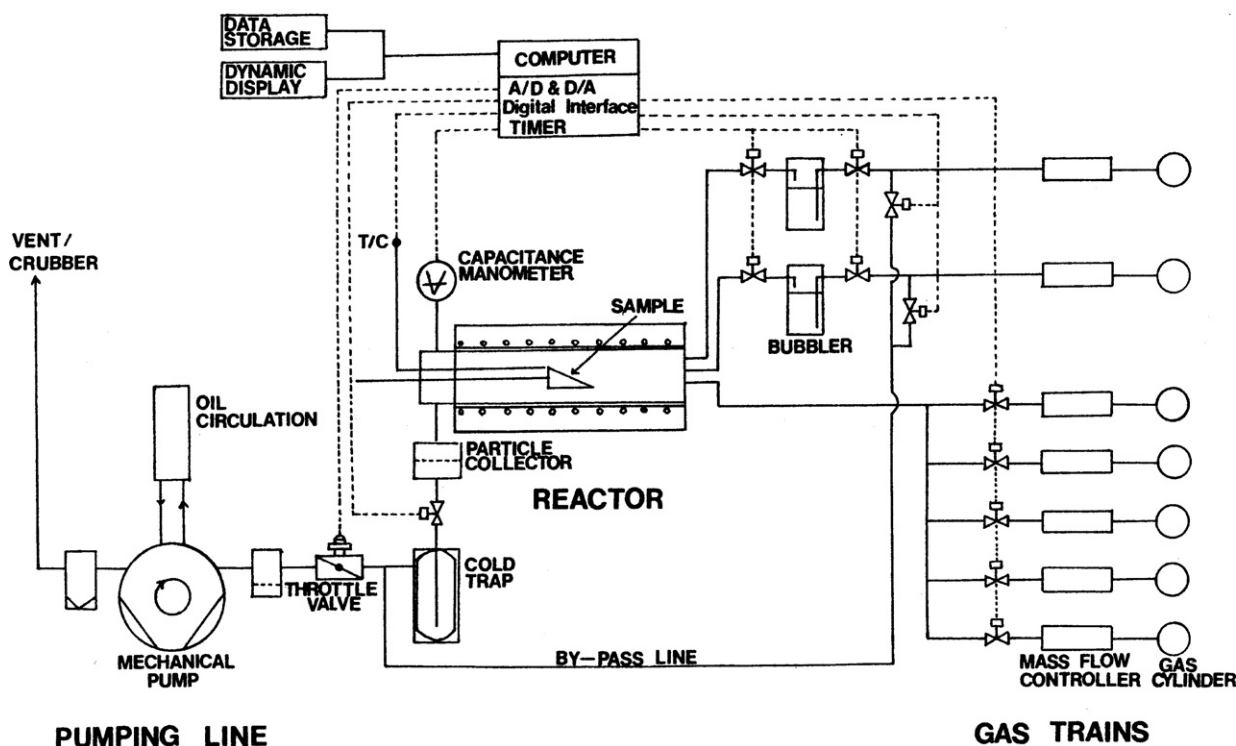 DATA
STORAGE
DYNAMIC
DISPLAY
COMPUTER
A/D & D/A
Digital Interface
TIMER
VENT/
CRUBBER
T/C
CAPACITANCE
MANOMETER
SAMPLE
BUBBLER
OIL
CIRCULATION
PARTICLE
COLLECTOR
REACTOR
THROTTLE
VALVE
COLD
TRAP
MECHANICAL
PUMP
BY-PASS LINE
MASS FLOW
CONTROLLER
GAS
CYLINDER
PUMPING LINE
GAS TRAINS